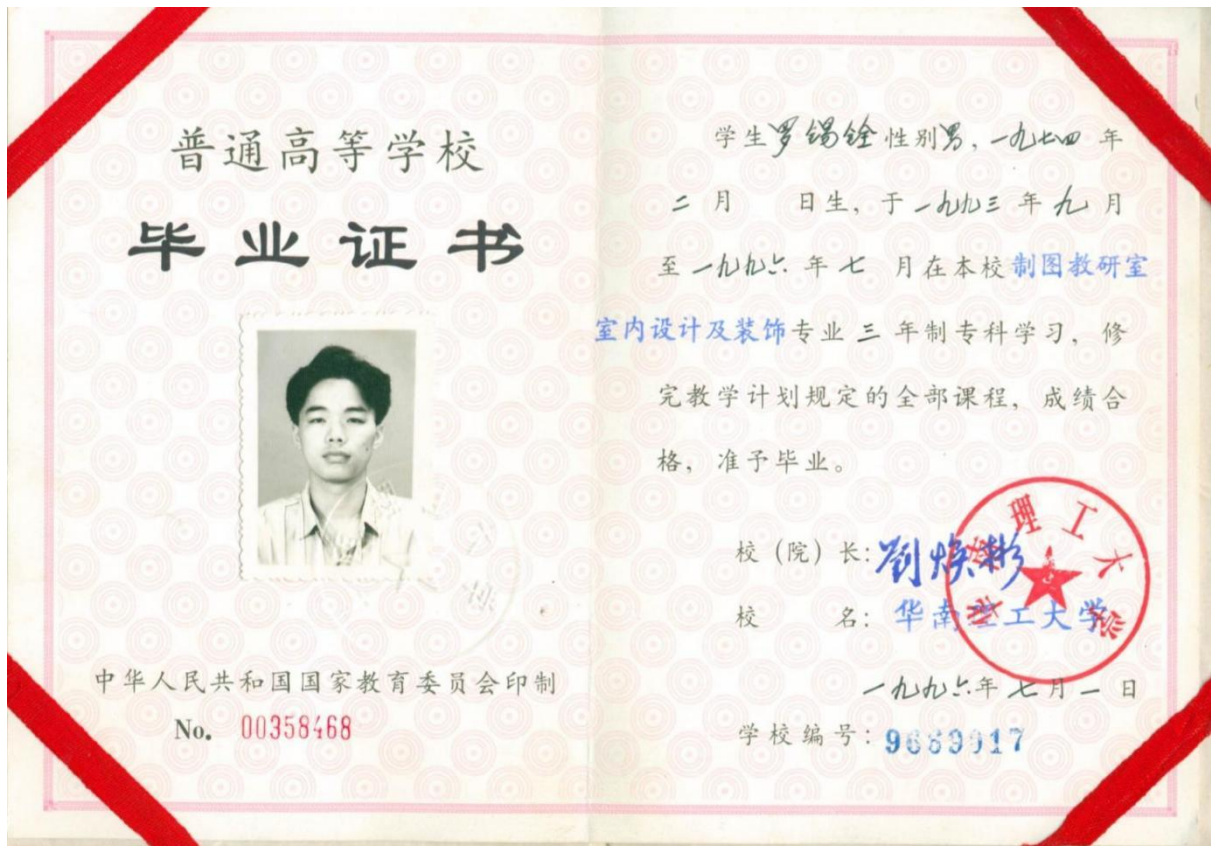 普通高等学校
毕业证书
中华人民共和国国家教育委员会印制
No. 00358468
学生罗锡铨性别男，一九七四年
二月 日生，于一九九三年九月
至一九九六年七月在本校制图教研室
室内设计及装饰专业三年制专科学习，修
完教学计划规定的全部课程，成绩合
格，准予毕业。
校（院）长：劉煥彬
校 名：华南理工大学
一九九六年七月一日
学校编号：
华南理工大学